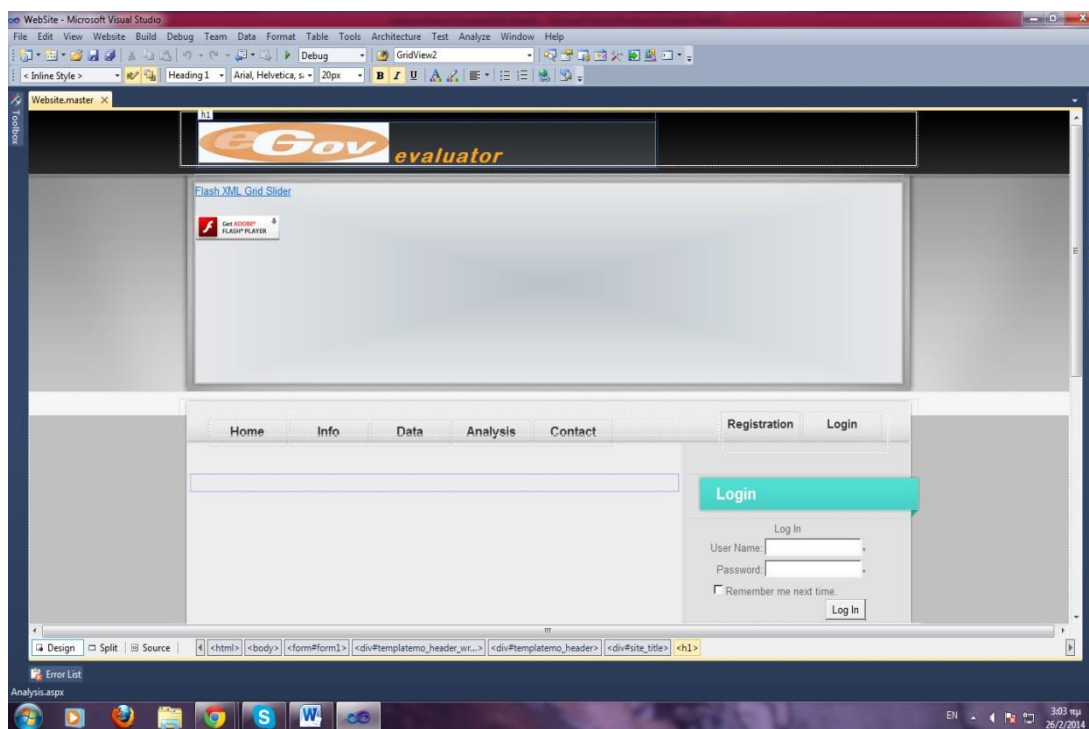 WebSite - Microsoft Visual Studio
File Edit View Website Build Debug Team Data Format Table Tools Architecture Test Analyze Window Help
Debug GridView2
< Inline Style > Heading 1 Arial, Helvetica, s 20px B I U A
Toolbox
Website.master X
h1
eGov evaluator
Flash XML Grid Slider
Get ADOBE® FLASH® PLAYER
Home Info Data Analysis Contact Registration Login
Login
Log In
User Name: *
Password: *
Remember me next time.
Log In
Design Split Source <html> <body> <form#form1> <div#templatemo_header_wr...> <div#templatemo_header> <div#site_title> <h1>
Error List
Analysis.aspx
EN 3:03 πμ
26/2/2014